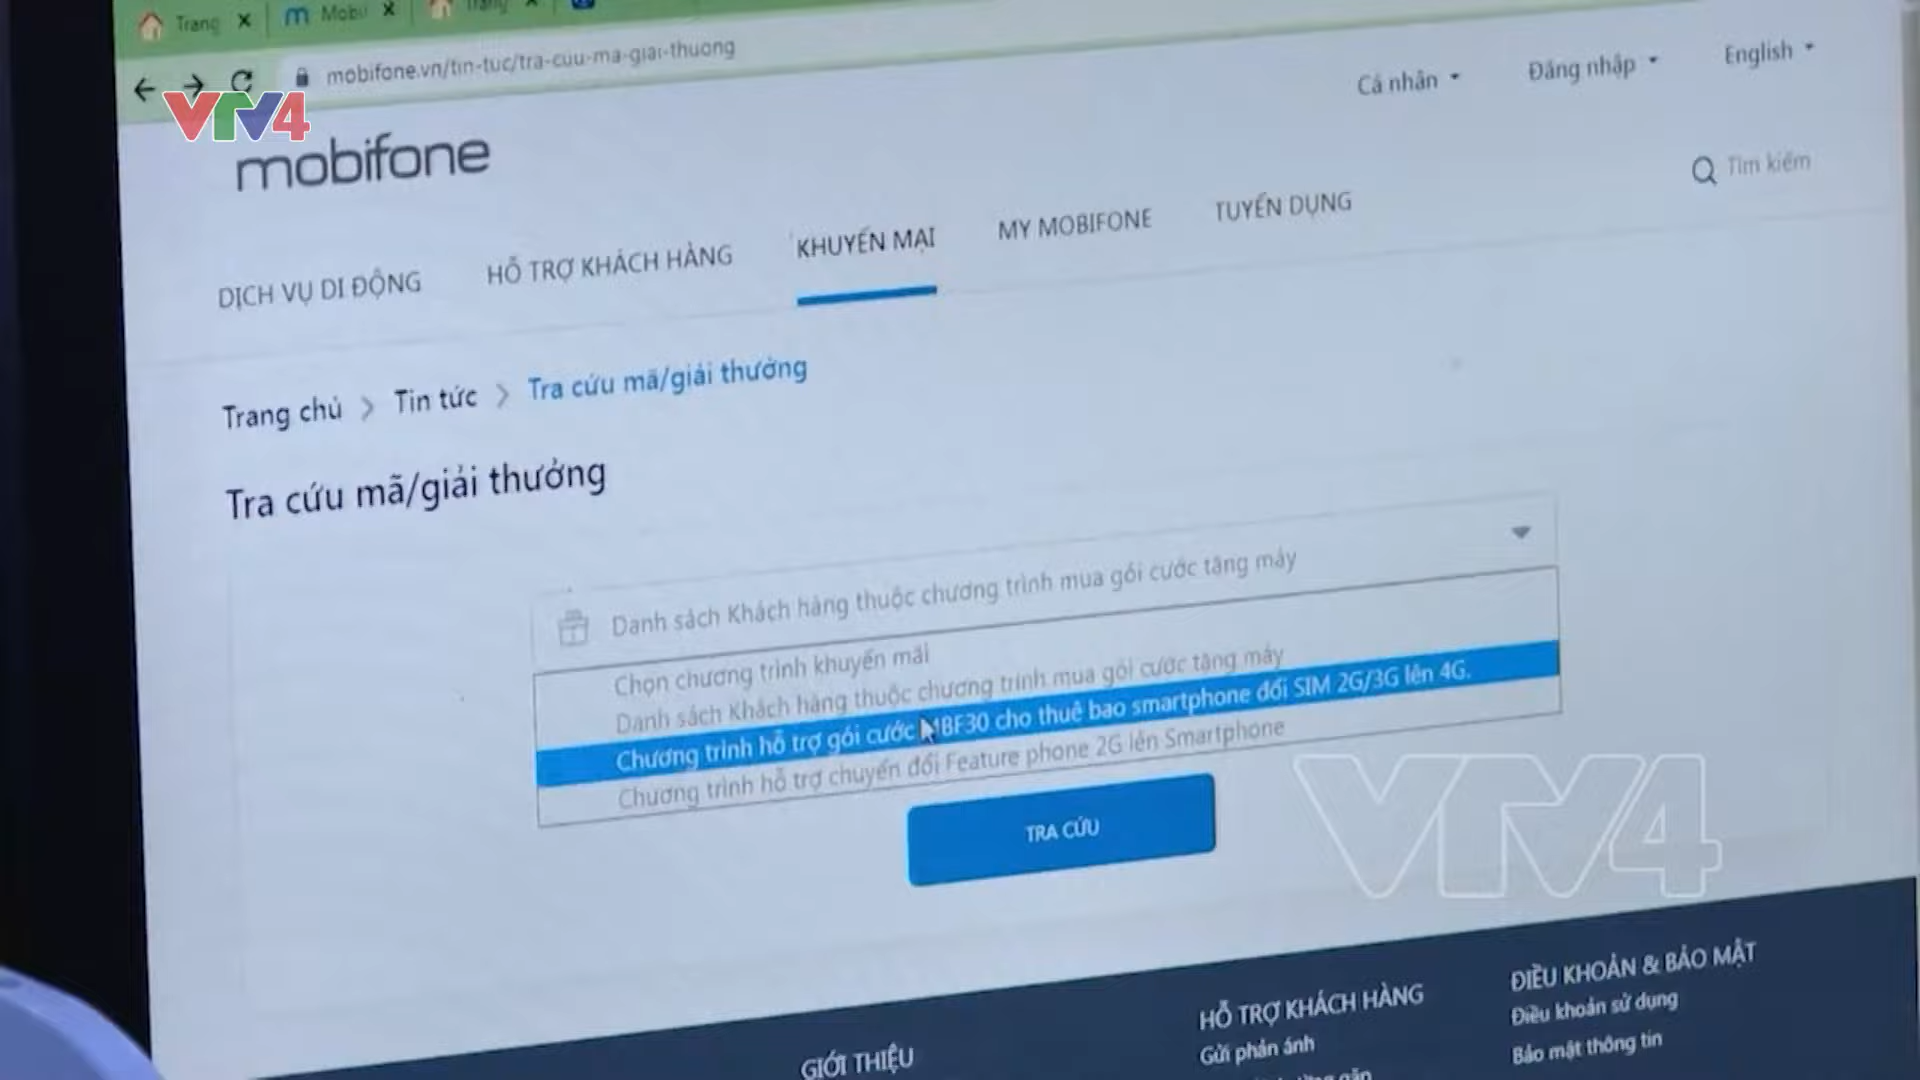 Trang
Mobi
Trang
mobifone.vn/tin-tuc/tra-cuu-ma-giai-thuong
VTV4
Cá nhân
Đăng nhập
English
mobifone
Tìm kiếm
DỊCH VỤ DI ĐỘNG
HỖ TRỢ KHÁCH HÀNG
KHUYẾN MẠI
MY MOBIFONE
TUYỂN DỤNG
Trang chủ > Tin tức > Tra cứu mã/giải thưởng
Tra cứu mã/giải thưởng
Danh sách Khách hàng thuộc chương trình mua gói cước tặng máy
Chọn chương trình khuyến mãi
Danh sách Khách hàng thuộc chương trình mua gói cước tặng máy
Chương trình hỗ trợ gói cước MBF30 cho thuê bao smartphone đổi SIM 2G/3G lên 4G.
Chương trình hỗ trợ chuyển đổi Feature phone 2G lên Smartphone
TRA CỨU
VTV4
GIỚI THIỆU
HỖ TRỢ KHÁCH HÀNG
Gửi phản ánh
ĐIỀU KHOẢN & BẢO MẬT
Điều khoản sử dụng
Bảo mật thông tin